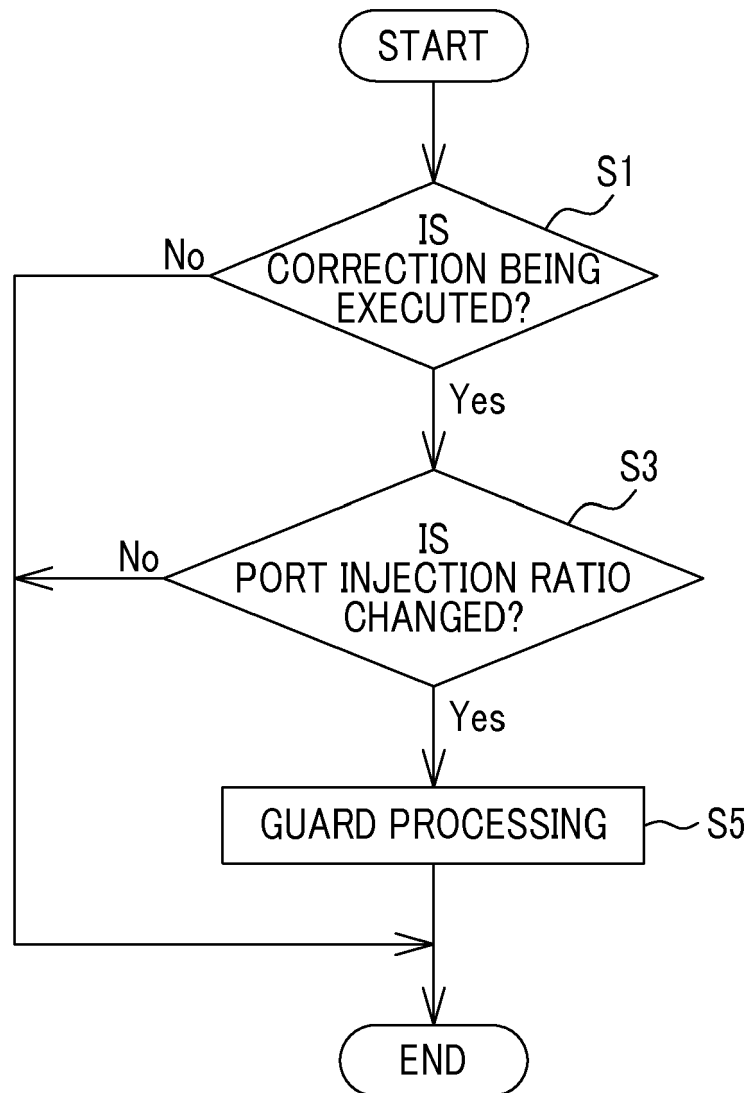 START
S1
IS
CORRECTION BEING
EXECUTED?
No
Yes
S3
IS
PORT INJECTION RATIO
CHANGED?
No
Yes
GUARD PROCESSING
S5
END